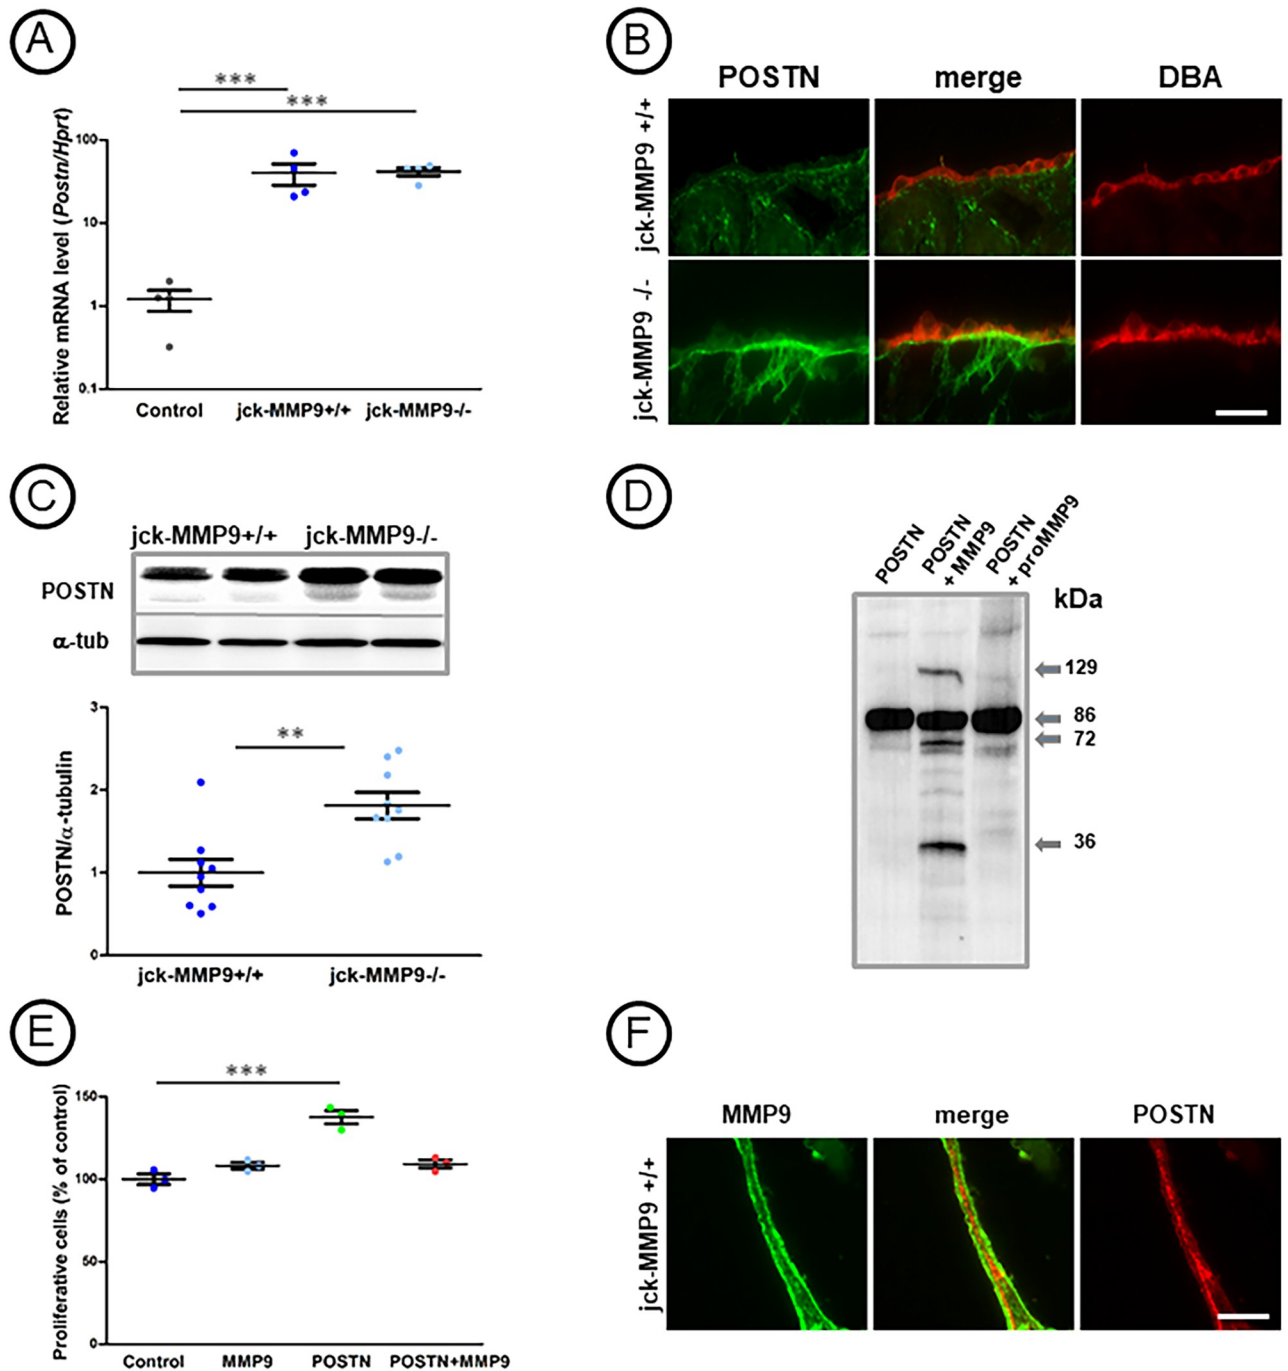 A
***
***
Relative mRNA level (Postn/Hprt)
100
10
1
0.1
Control jck-MMP9+/+ jck-MMP9-/-
B
POSTN merge DBA
jck-MMP9 +/+
jck-MMP9 -/-
C
jck-MMP9+/+ jck-MMP9-/-
POSTN
α-tub
**
POSTN/α-tubulin
3
2
1
0
jck-MMP9+/+ jck-MMP9-/-
D
POSTN
POSTN
+ MMP9
POSTN
+ proMMP9
kDa
129
86
72
36
E
***
Proliferative cells (% of control)
150
100
50
0
Control MMP9 POSTN POSTN+MMP9
F
MMP9 merge POSTN
jck-MMP9 +/+